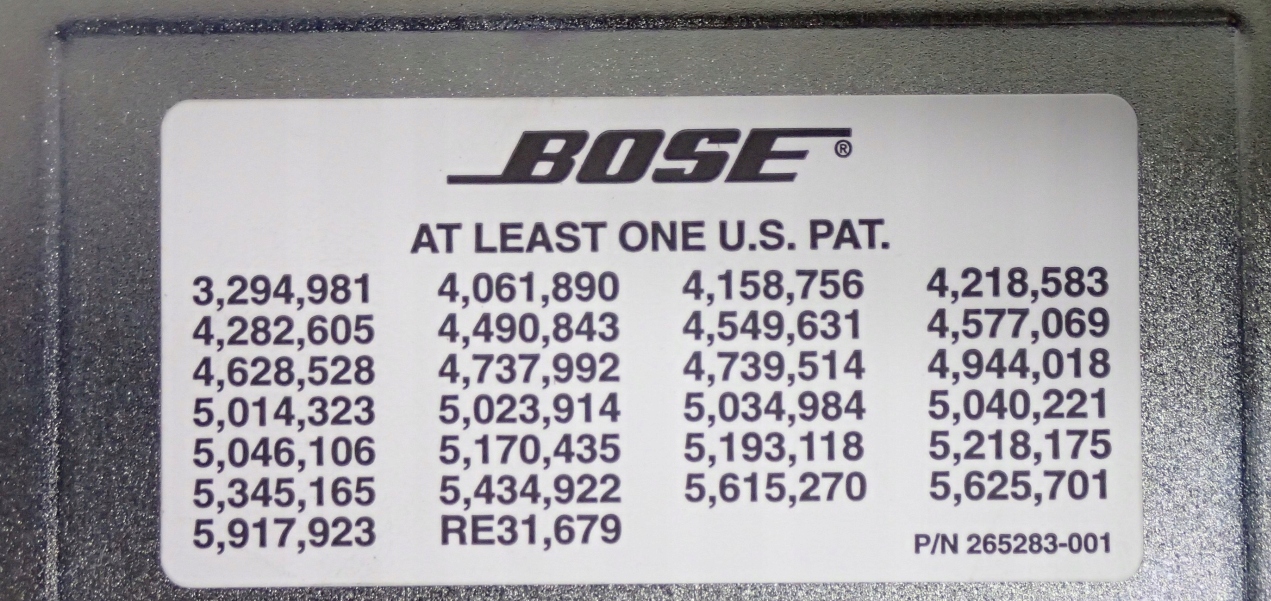 BOSE®
AT LEAST ONE U.S. PAT.
3,294,981 4,061,890 4,158,756 4,218,583
4,282,605 4,490,843 4,549,631 4,577,069
4,628,528 4,737,992 4,739,514 4,944,018
5,014,323 5,023,914 5,034,984 5,040,221
5,046,106 5,170,435 5,193,118 5,218,175
5,345,165 5,434,922 5,615,270 5,625,701
5,917,923 RE31,679
P/N 265283-001